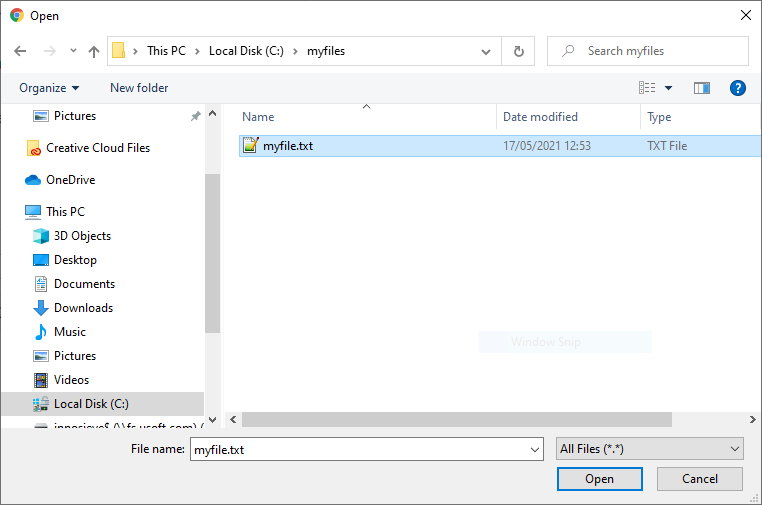 Open
This PC > Local Disk (C:) > myfiles
Search myfiles
Organize
New folder
Pictures
Creative Cloud Files
OneDrive
This PC
3D Objects
Desktop
Documents
Downloads
Music
Pictures
Videos
Local Disk (C:)
Name Date modified Type
myfile.txt 17/05/2021 12:53 TXT File
Window Snip
File name: myfile.txt
All Files (*.*)
Open Cancel